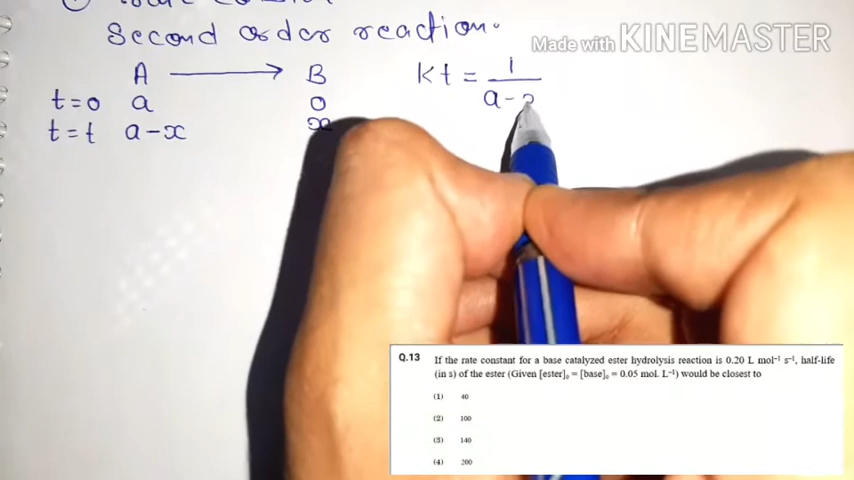 Second order reaction.
Made with KINEMASTER
A ⟶ B
kt = 1/a-
t=0 a 0
t=t a-x x
Q.13 If the rate constant for a base catalyzed ester hydrolysis reaction is 0.20 L mol⁻¹ s⁻¹, half-life
(in s) of the ester (Given [ester]₀ = [base]₀ = 0.05 mol. L⁻¹) would be closest to
(1) 40
(2) 100
(3) 140
(4) 200